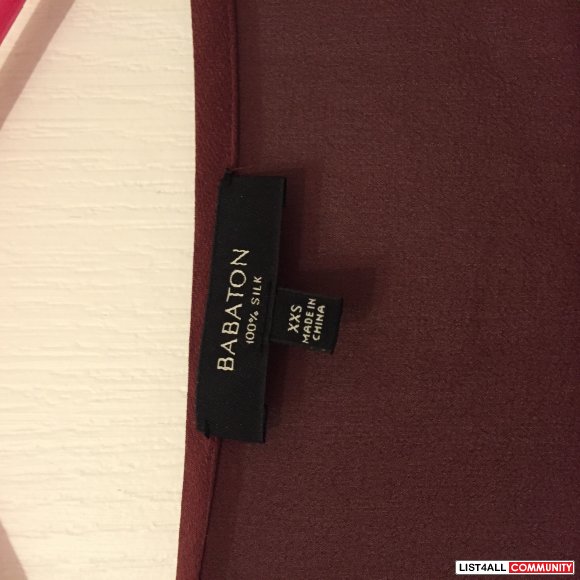 BABATON
100% SILK
XXS
MADE IN
CHINA
LIST4ALL COMMUNITY